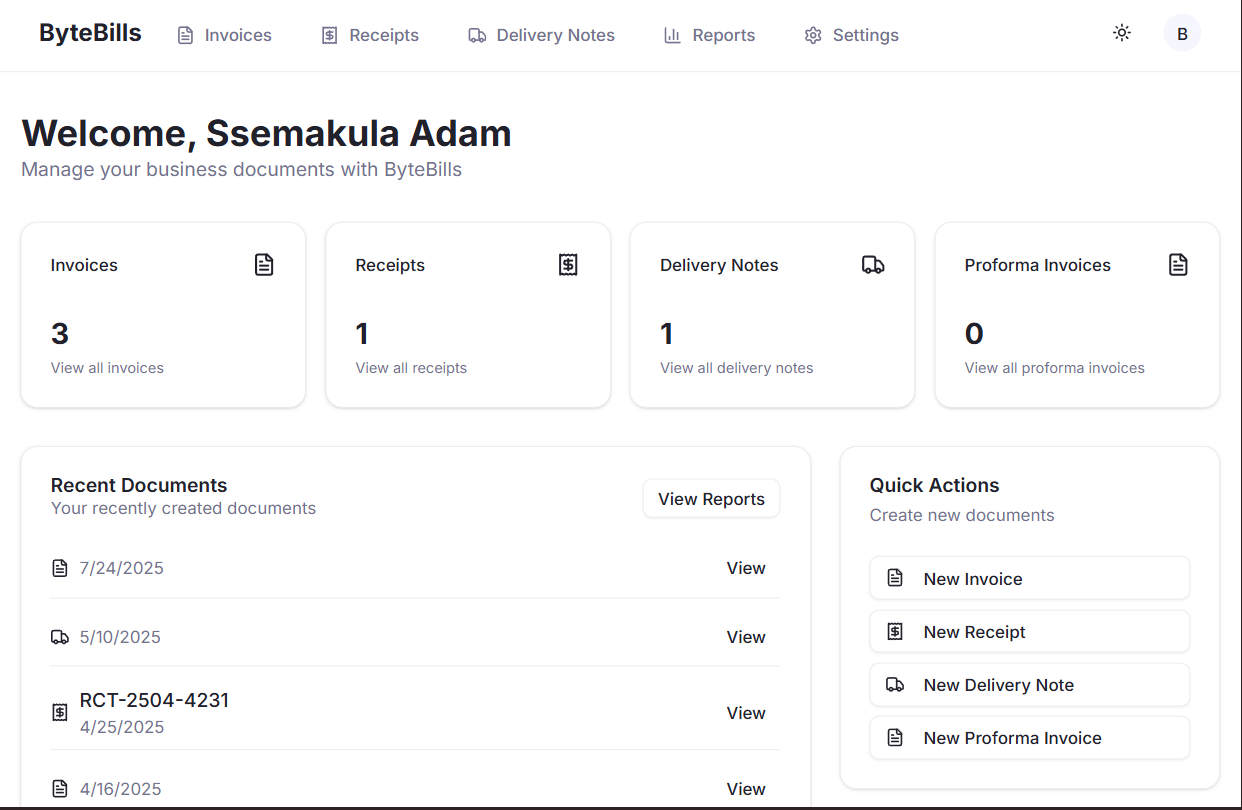 ByteBills
Invoices
Receipts
Delivery Notes
Reports
Settings
B
Welcome, Ssemakula Adam
Manage your business documents with ByteBills
Invoices
3
View all invoices
Receipts
1
View all receipts
Delivery Notes
1
View all delivery notes
Proforma Invoices
0
View all proforma invoices
Recent Documents
Your recently created documents
View Reports
7/24/2025
View
5/10/2025
View
RCT-2504-4231
4/25/2025
View
4/16/2025
View
Quick Actions
Create new documents
New Invoice
New Receipt
New Delivery Note
New Proforma Invoice